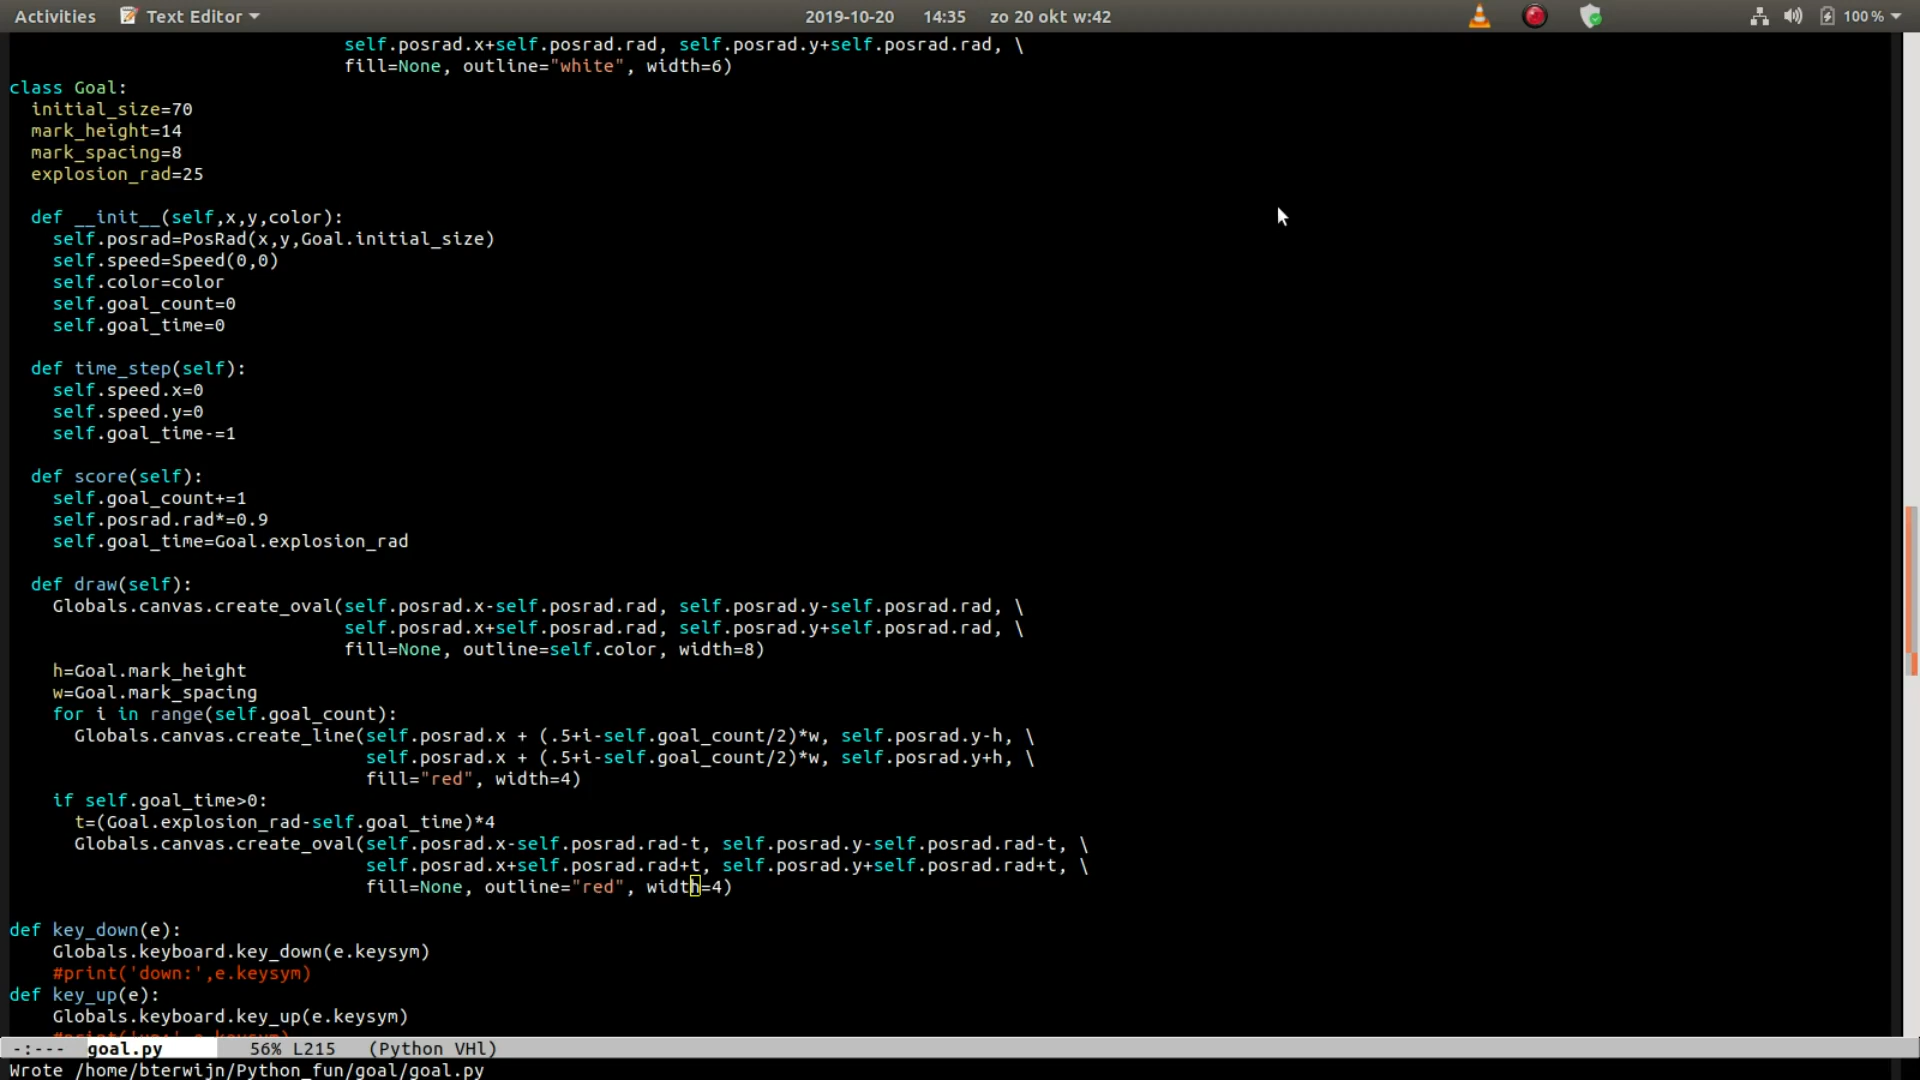 Activities Text Editor 2019-10-20 14:35 zo 20 okt w:42 100%
self.posrad.x+self.posrad.rad, self.posrad.y+self.posrad.rad, \
fill=None, outline="white", width=6)
class Goal:
initial_size=70
mark_height=14
mark_spacing=8
explosion_rad=25
def __init__(self,x,y,color):
self.posrad=PosRad(x,y,Goal.initial_size)
self.speed=Speed(0,0)
self.color=color
self.goal_count=0
self.goal_time=0
def time_step(self):
self.speed.x=0
self.speed.y=0
self.goal_time-=1
def score(self):
self.goal_count+=1
self.posrad.rad*=0.9
self.goal_time=Goal.explosion_rad
def draw(self):
Globals.canvas.create_oval(self.posrad.x-self.posrad.rad, self.posrad.y-self.posrad.rad, \
self.posrad.x+self.posrad.rad, self.posrad.y+self.posrad.rad, \
fill=None, outline=self.color, width=8)
h=Goal.mark_height
w=Goal.mark_spacing
for i in range(self.goal_count):
Globals.canvas.create_line(self.posrad.x + (.5+i-self.goal_count/2)*w, self.posrad.y-h, \
self.posrad.x + (.5+i-self.goal_count/2)*w, self.posrad.y+h, \
fill="red", width=4)
if self.goal_time>0:
t=(Goal.explosion_rad-self.goal_time)*4
Globals.canvas.create_oval(self.posrad.x-self.posrad.rad-t, self.posrad.y-self.posrad.rad-t, \
self.posrad.x+self.posrad.rad+t, self.posrad.y+self.posrad.rad+t, \
fill=None, outline="red", width=4)
def key_down(e):
Globals.keyboard.key_down(e.keysym)
#print('down:',e.keysym)
def key_up(e):
Globals.keyboard.key_up(e.keysym)
-:--- goal.py 56% L215 (Python VHl)
Wrote /home/bterwijn/Python_fun/goal/goal.py